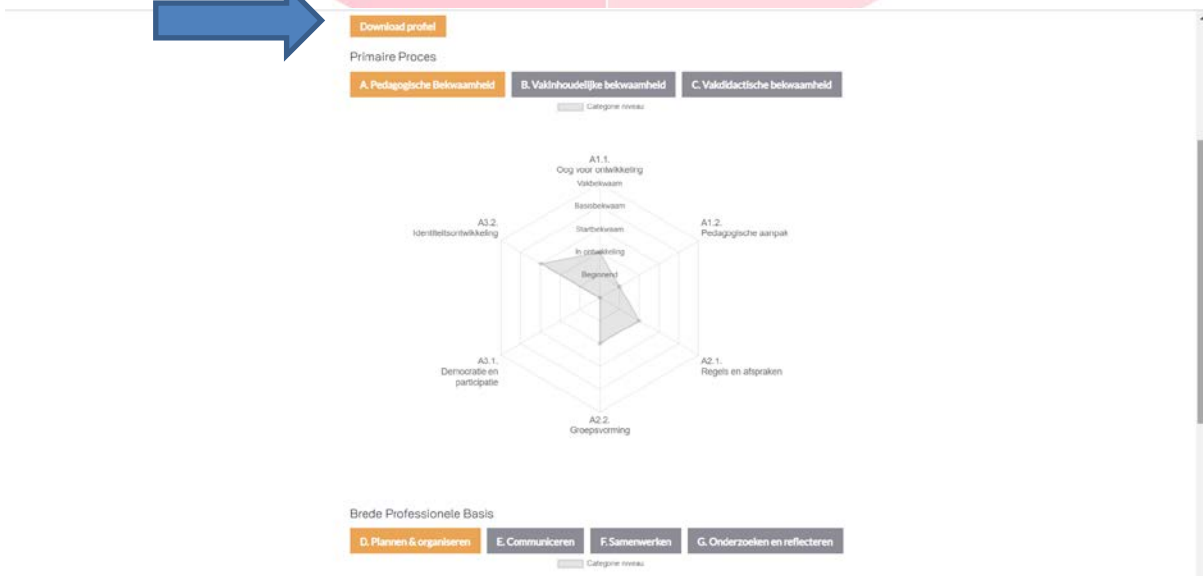 Download profiel
Primaire Proces
A. Pedagogische Bekwaamheid
B. Vakinhoudelijke bekwaamheid
C. Vakdidactische bekwaamheid
Categorie niveau
A1.1.
Oog voor ontwikkeling
Vakbekwaam
Basisbekwaam
Startbekwaam
In ontwikkeling
Beginnend
A1.2.
Pedagogische aanpak
A2.1.
Regels en afspraken
A2.2.
Groepsvorming
A3.1.
Democratie en
participatie
A3.2.
Identiteitsontwikkeling
Brede Professionele Basis
D. Plannen & organiseren
E. Communiceren
F. Samenwerken
G. Onderzoeken en reflecteren
Categorie niveau